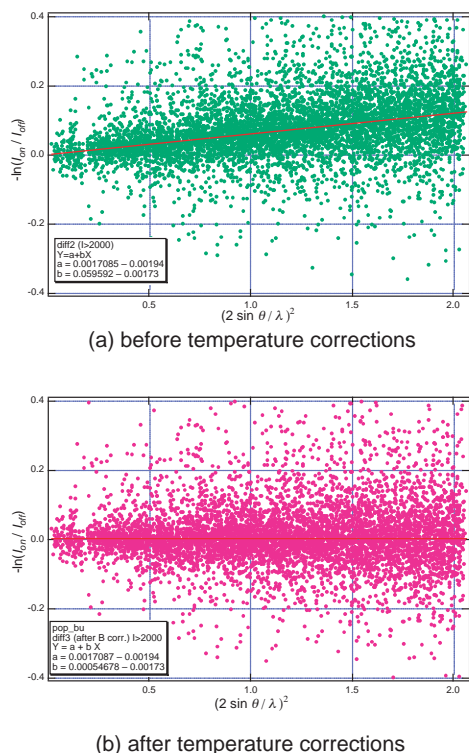 0.4
0.2
0.0
-0.2
-0.4
-ln(I_on / I_off)
diff2 (I>2000)
Y=a+bX
a = 0.0017085 – 0.00194
b = 0.059592 – 0.00173
0.5 1.0 1.5 2.0
(2 sin θ / λ)²
(a) before temperature corrections
0.4
0.2
0.0
-0.2
-0.4
-ln(I_on / I_off)
pop_bu
diff3 (after B corr.) I>2000
Y = a + b X
a = 0.0017087 – 0.00194
b = 0.00054678 – 0.00173
0.5 1.0 1.5 2.0
(2 sin θ / λ)²
(b) after temperature corrections